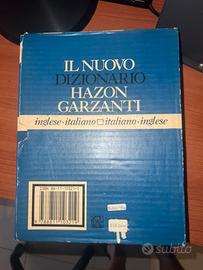 IL NUOVO
DIZIONARIO
HAZON
GARZANTI
inglese · italiano □ italiano · inglese
subito